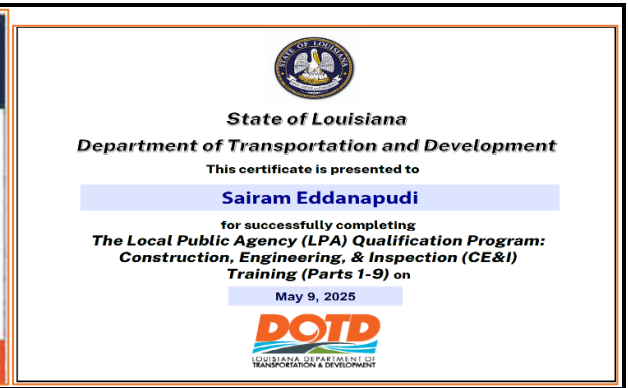 STATE OF LOUISIANA
State of Louisiana
Department of Transportation and Development
This certificate is presented to
Sairam Eddanapudi
for successfully completing
The Local Public Agency (LPA) Qualification Program:
Construction, Engineering, & Inspection (CE&I)
Training (Parts 1-9) on
May 9, 2025
DOTD
LOUISIANA DEPARTMENT OF
TRANSPORTATION & DEVELOPMENT